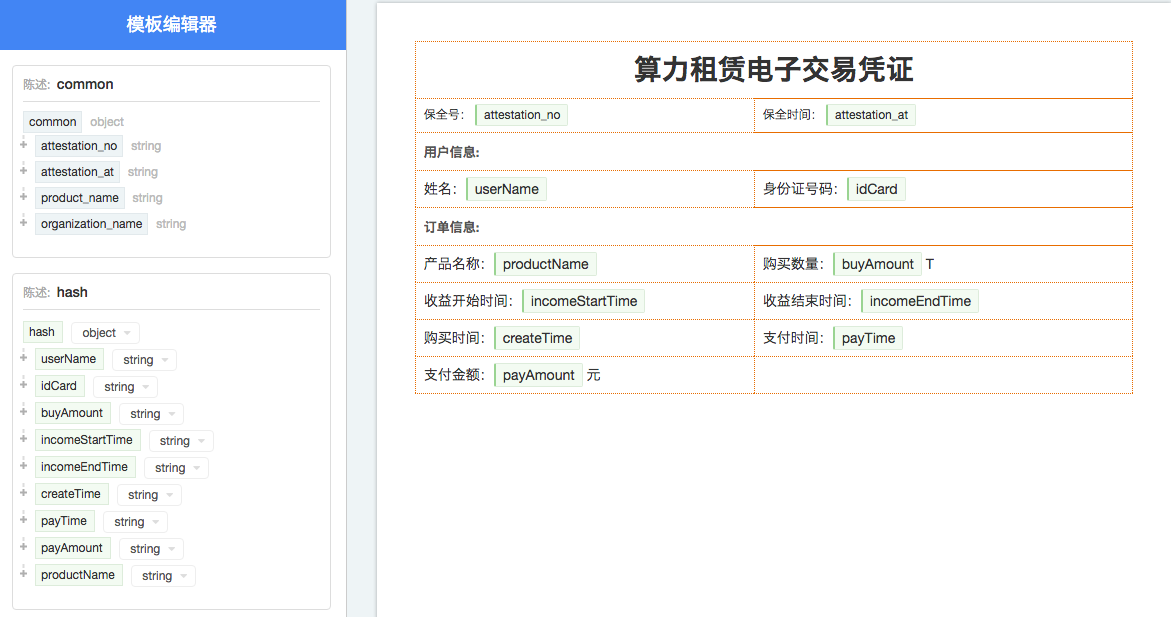 模板编辑器
陈述: common
common object
attestation_no string
attestation_at string
product_name string
organization_name string
陈述: hash
hash object
userName string
idCard string
buyAmount string
incomeStartTime string
incomeEndTime string
createTime string
payTime string
payAmount string
productName string
算力租赁电子交易凭证
保全号: attestation_no 保全时间: attestation_at
用户信息:
姓名: userName 身份证号码: idCard
订单信息:
产品名称: productName 购买数量: buyAmount T
收益开始时间: incomeStartTime 收益结束时间: incomeEndTime
购买时间: createTime 支付时间: payTime
支付金额: payAmount 元